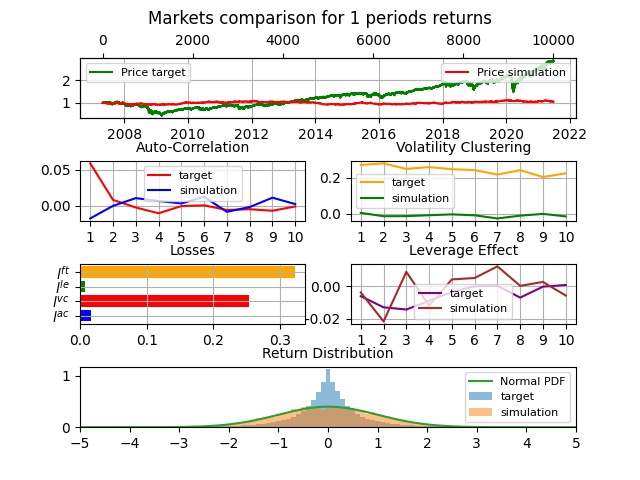 Markets comparison for 1 periods returns
0 2000 4000 6000 8000 10000
Price target
Price simulation
2
1
2008 2010 2012 2014 2016 2018 2020 2022
Auto-Correlation
0.05
0.00
target
simulation
1 2 3 4 5 6 7 8 9 10
Volatility Clustering
0.2
0.0
target
simulation
1 2 3 4 5 6 7 8 9 10
Losses
l^ft
l^le
l^vc
l^ac
0.0 0.1 0.2 0.3
Leverage Effect
0.00
−0.02
target
simulation
1 2 3 4 5 6 7 8 9 10
Return Distribution
1
0
Normal PDF
target
simulation
−5 −4 −3 −2 −1 0 1 2 3 4 5